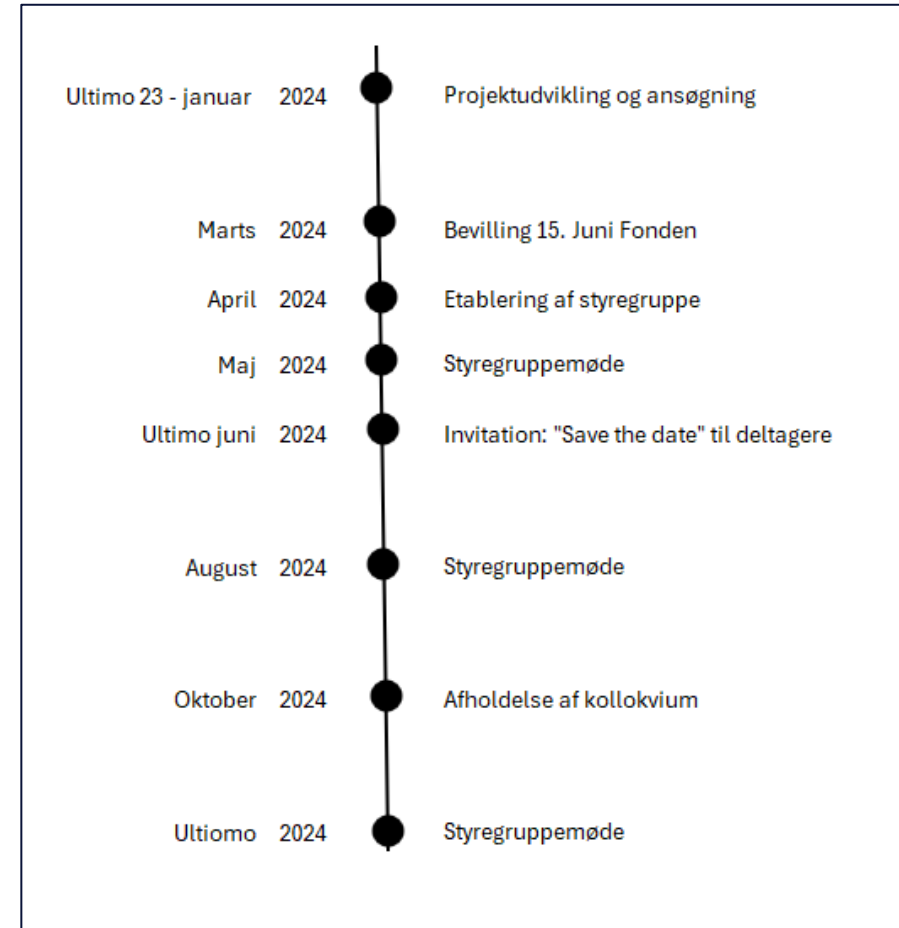 Ultimo 23 - januar 2024 Projektudvikling og ansøgning
Marts 2024 Bevilling 15. Juni Fonden
April 2024 Etablering af styregruppe
Maj 2024 Styregruppemøde
Ultimo juni 2024 Invitation: "Save the date" til deltagere
August 2024 Styregruppemøde
Oktober 2024 Afholdelse af kollokvium
Ultiomo 2024 Styregruppemøde